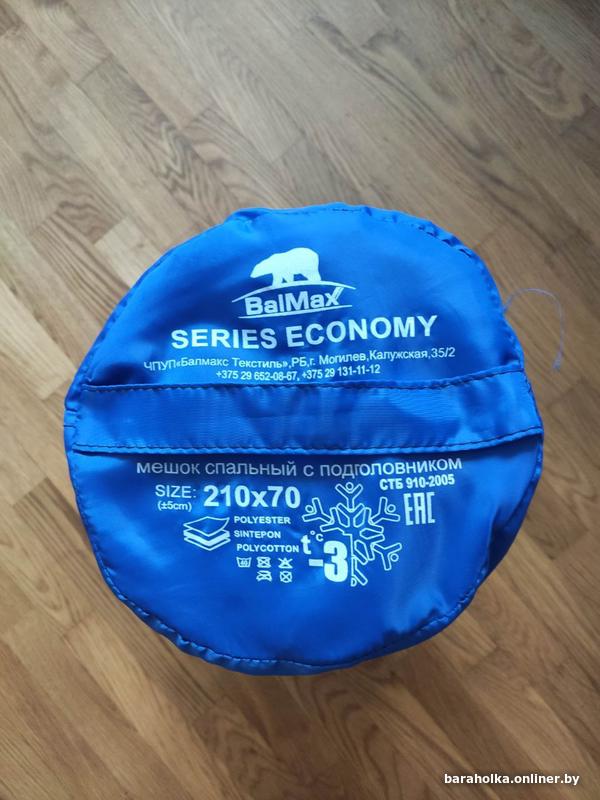 BalMax
SERIES ECONOMY
ЧПУП«Балмакс Текстиль»,РБ,г. Могилев,Калужская,35/2
+375 29 652-08-67, +375 29 131-11-12
мешок спальный с подголовником
СТБ 910-2005
SIZE: 210x70
(±5cm)
EAC
POLYESTER
SINTEPON
POLYCOTTON
t°C
-3
40
baraholka.onliner.by